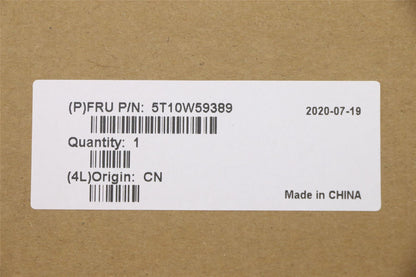 (P)FRU P/N: 5T10W59389
2020-07-19
Quantity: 1
(4L)Origin: CN
Made in CHINA